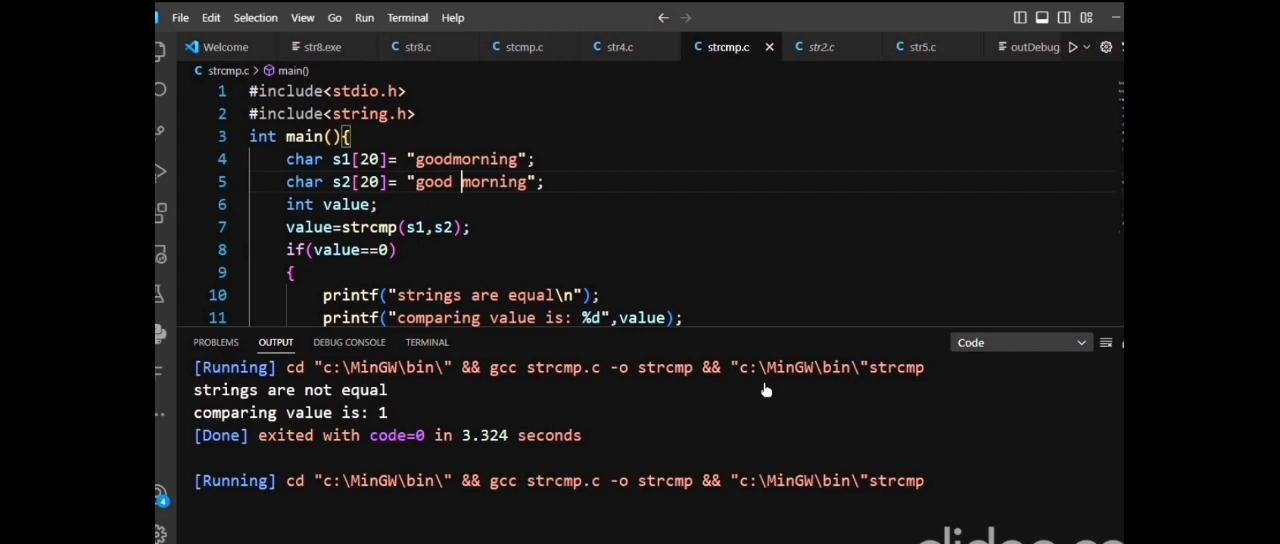 File Edit Selection View Go Run Terminal Help
Welcome str8.exe str8.c stcmp.c str4.c strcmp.c str2.c str5.c outDebug
strcmp.c > main()
1 #include<stdio.h>
2 #include<string.h>
3 int main(){
4 char s1[20]= "goodmorning";
5 char s2[20]= "good morning";
6 int value;
7 value=strcmp(s1,s2);
8 if(value==0)
9 {
10 printf("strings are equal\n");
11 printf("comparing value is: %d",value);
PROBLEMS OUTPUT DEBUG CONSOLE TERMINAL Code
[Running] cd "c:\MinGW\bin\" && gcc strcmp.c -o strcmp && "c:\MinGW\bin\"strcmp
strings are not equal
comparing value is: 1
[Done] exited with code=0 in 3.324 seconds
[Running] cd "c:\MinGW\bin\" && gcc strcmp.c -o strcmp && "c:\MinGW\bin\"strcmp
4